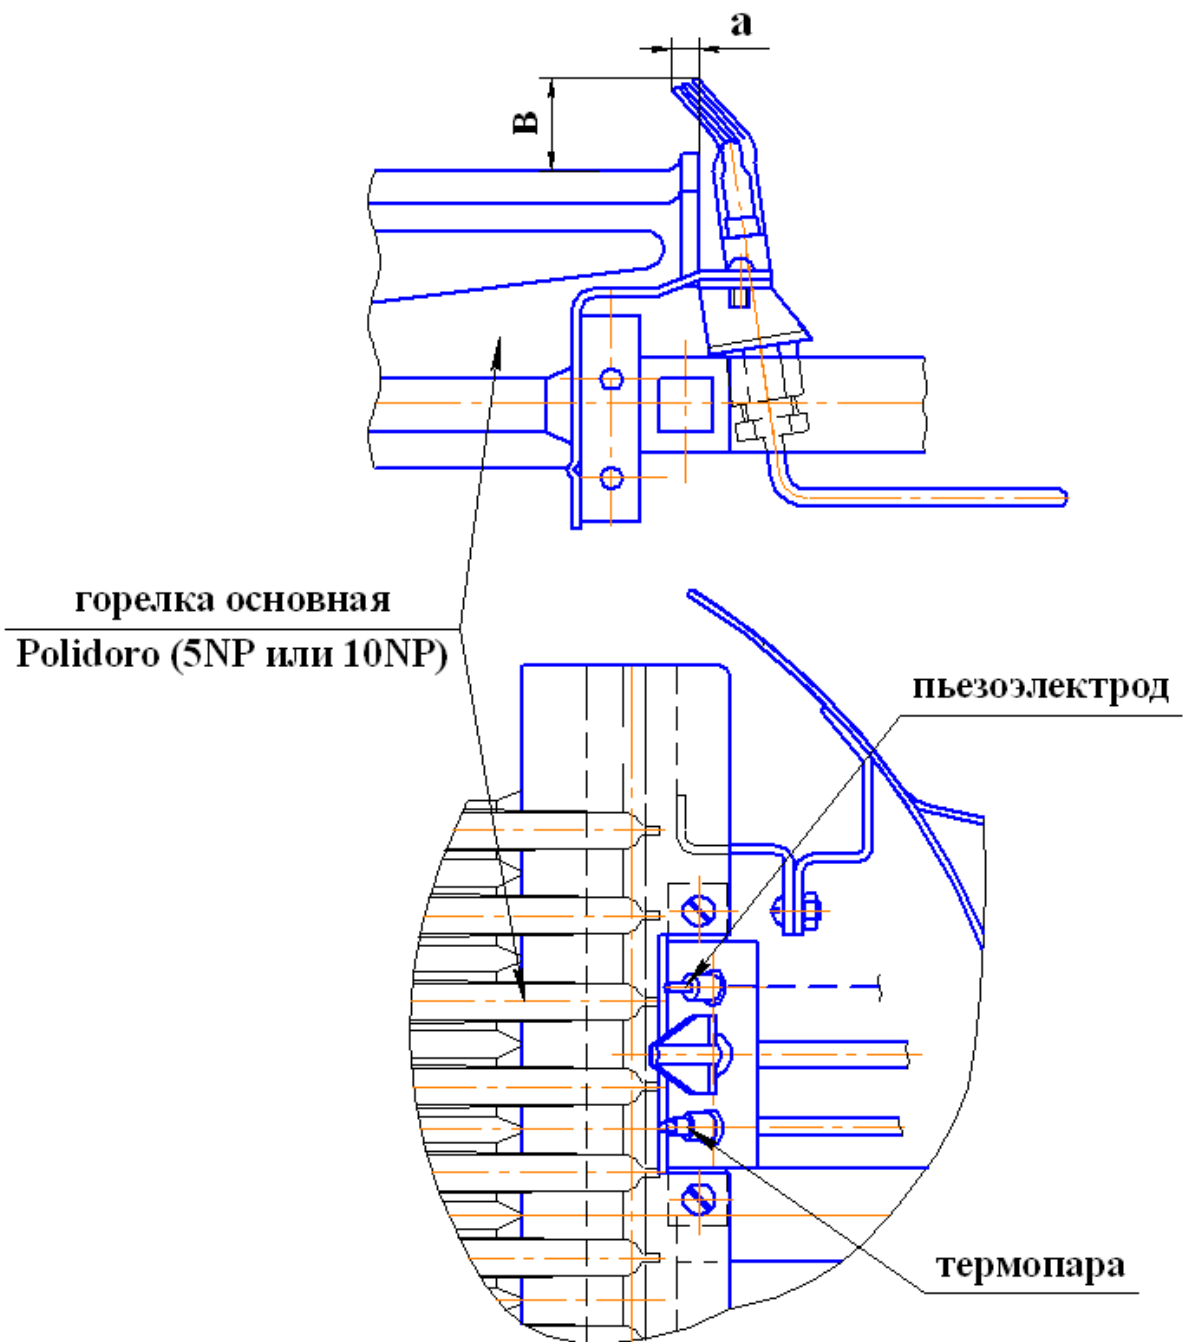 а
в
горелка основная
Polidoro (5NP или 10NP)
пьезоэлектрод
термопара